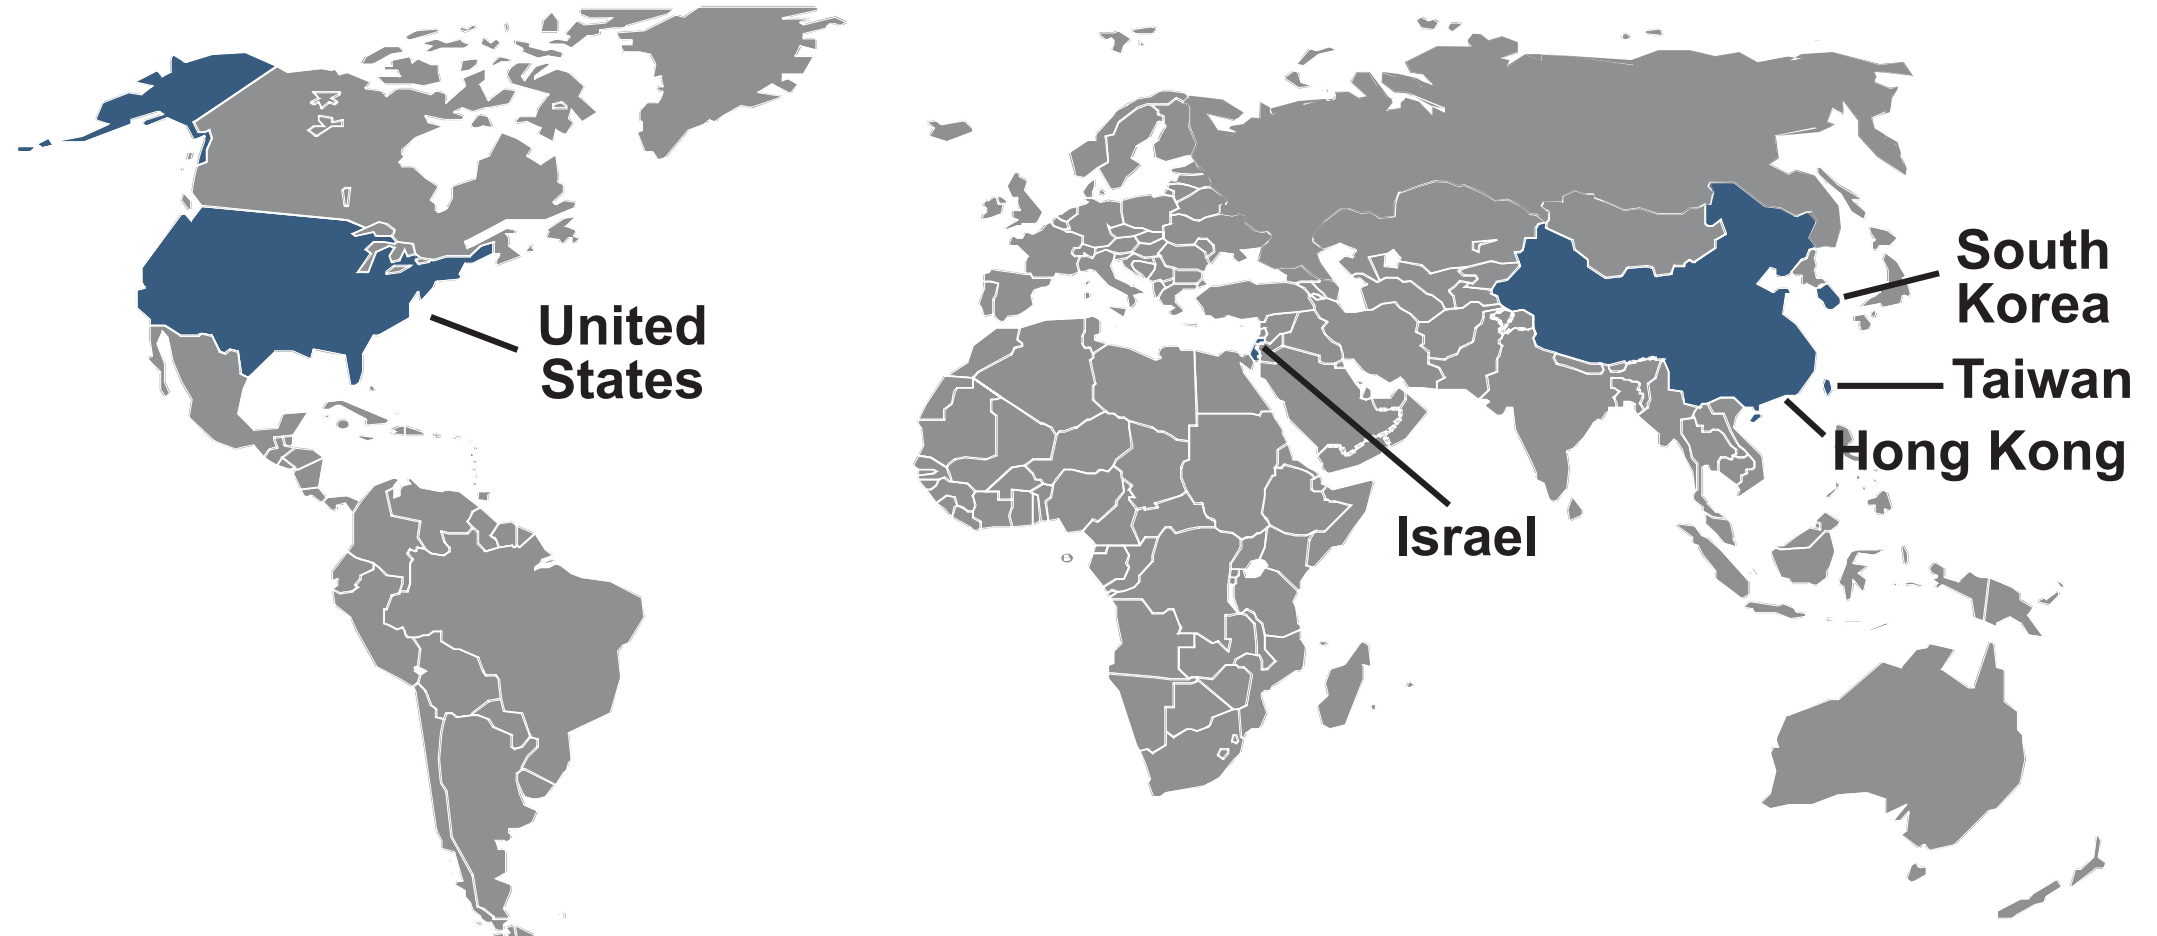 South
Korea
United
States
Taiwan
Hong Kong
Israel